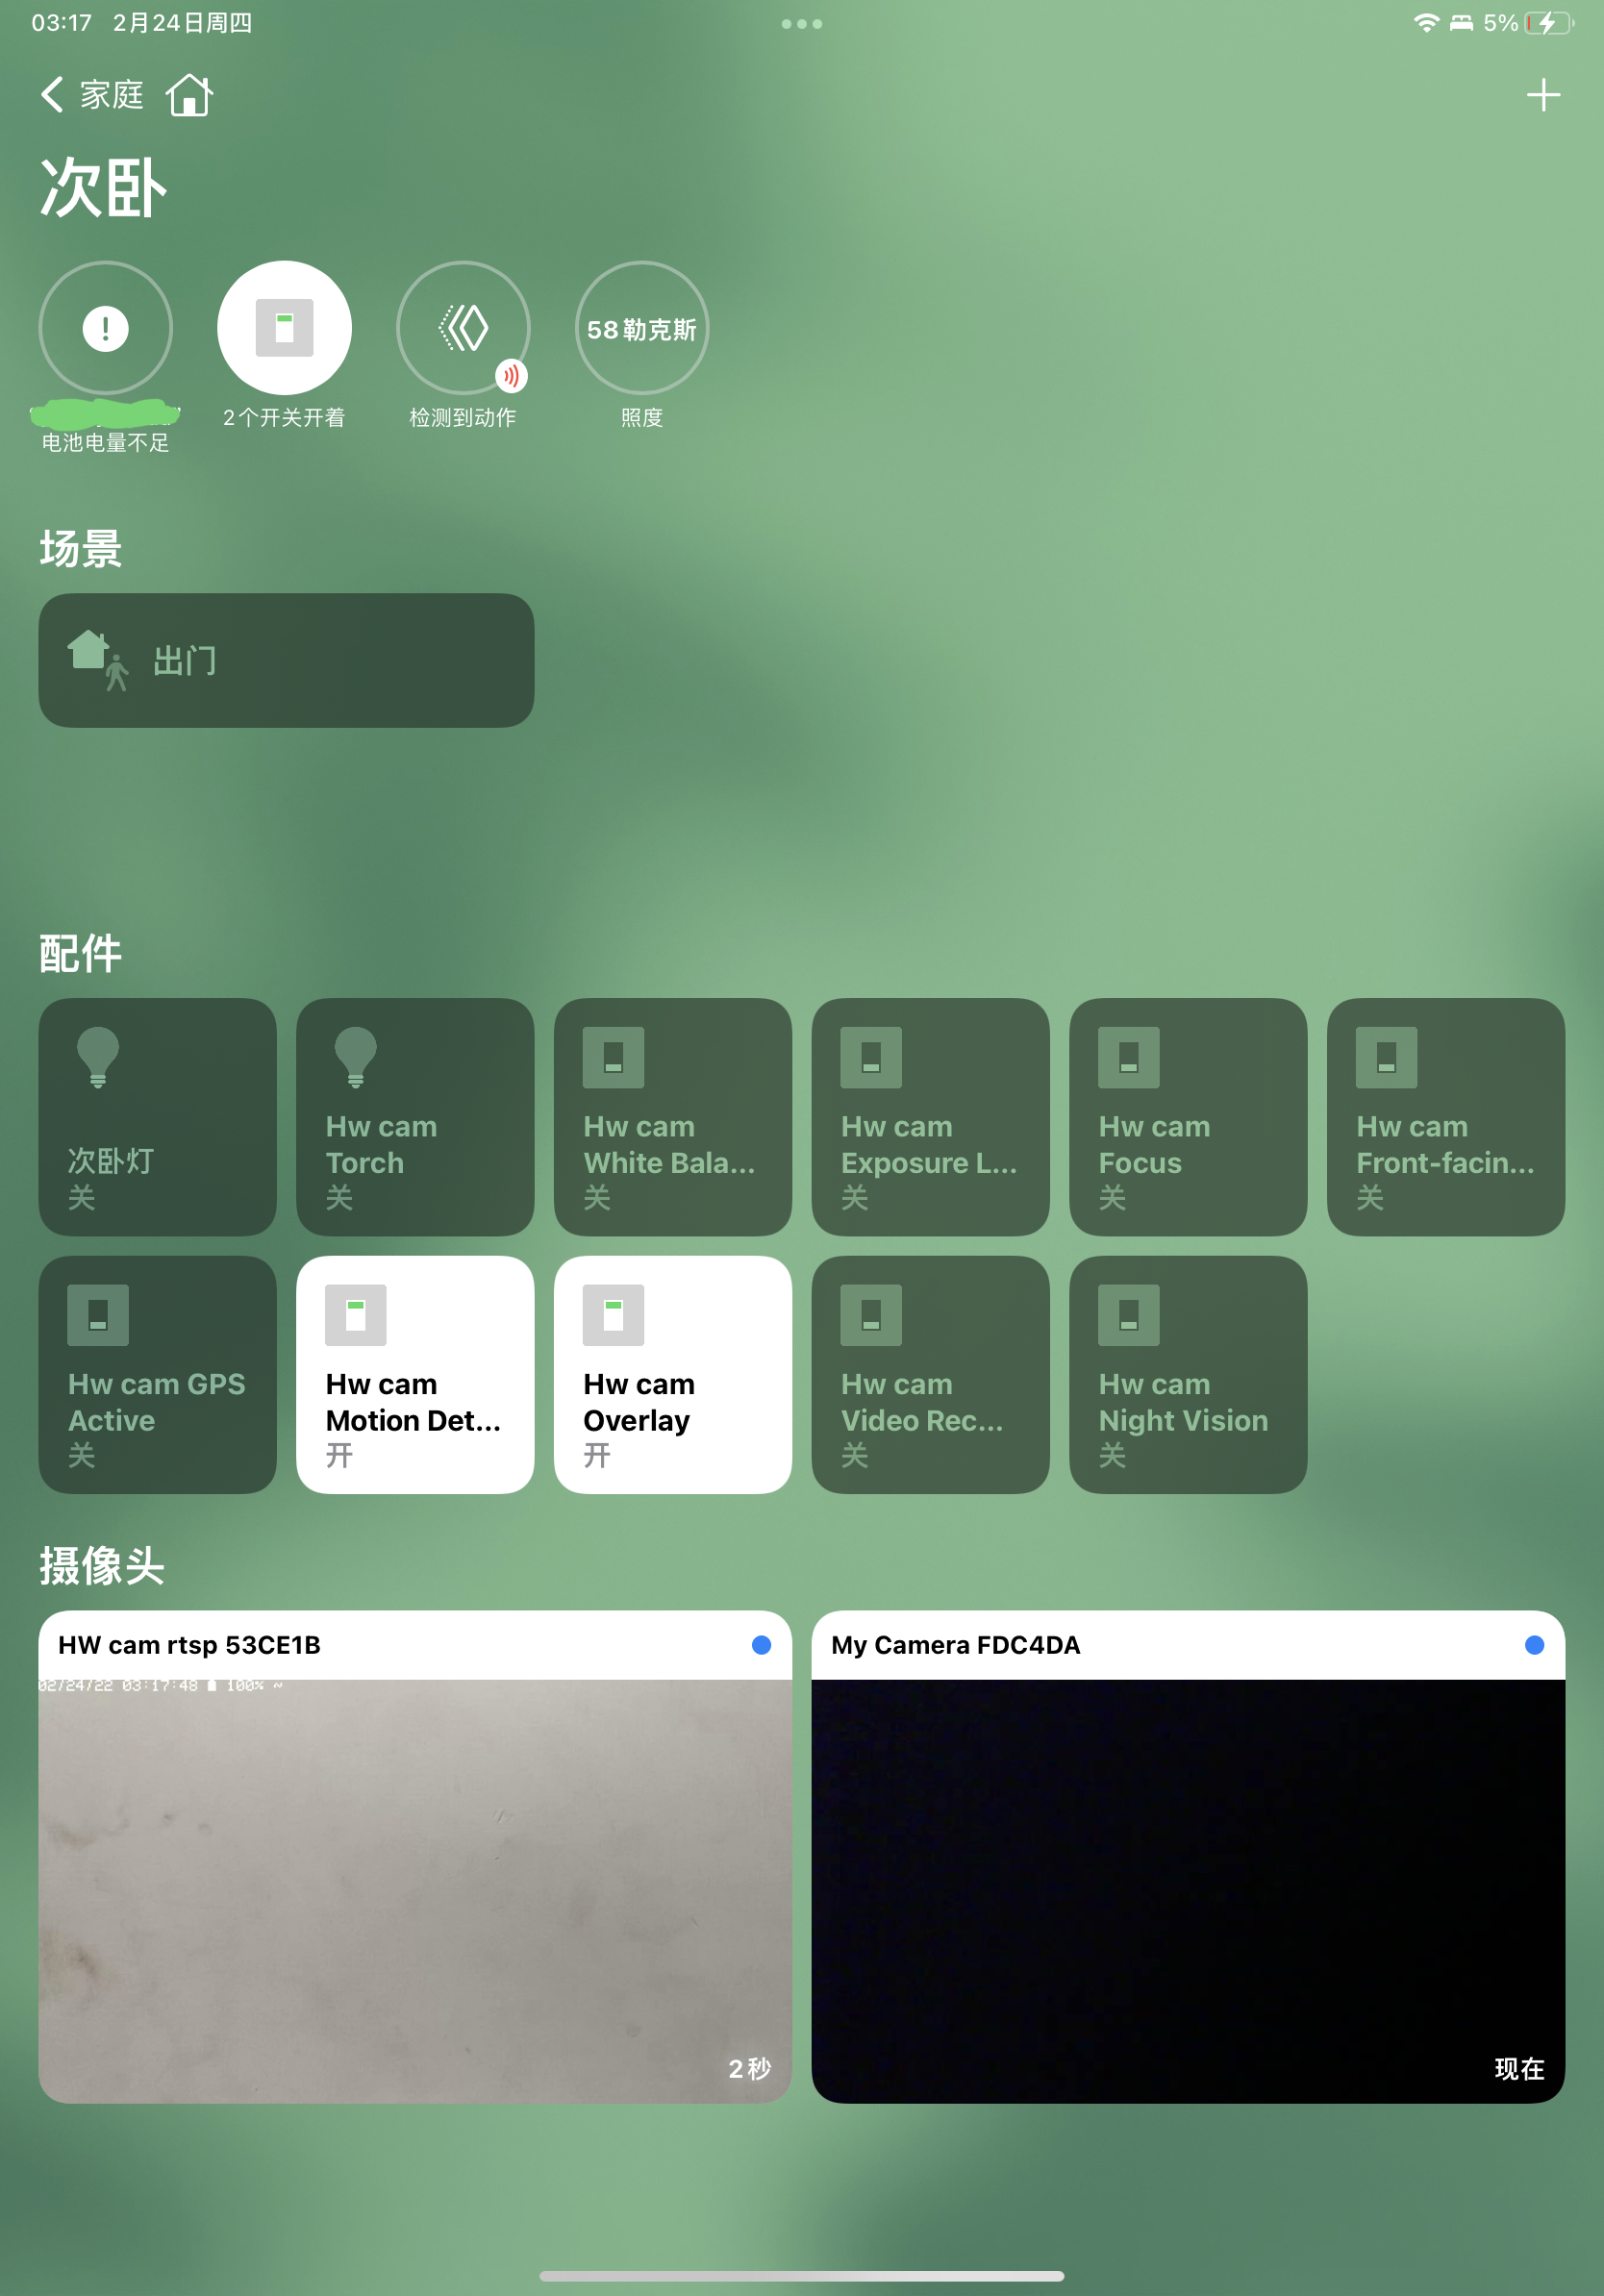 03:17 2月24日周四
5%
家庭
次卧
58勒克斯
电池电量不足
2个开关开着
检测到动作
照度
场景
出门
配件
次卧灯
关
Hw cam
Torch
关
Hw cam
White Bala...
关
Hw cam
Exposure L...
关
Hw cam
Focus
关
Hw cam
Front-facin...
关
Hw cam GPS
Active
关
Hw cam
Motion Det...
开
Hw cam
Overlay
开
Hw cam
Video Rec...
关
Hw cam
Night Vision
关
摄像头
HW cam rtsp 53CE1B
02/24/22 03:17:48 100% ~
2秒
My Camera FDC4DA
现在